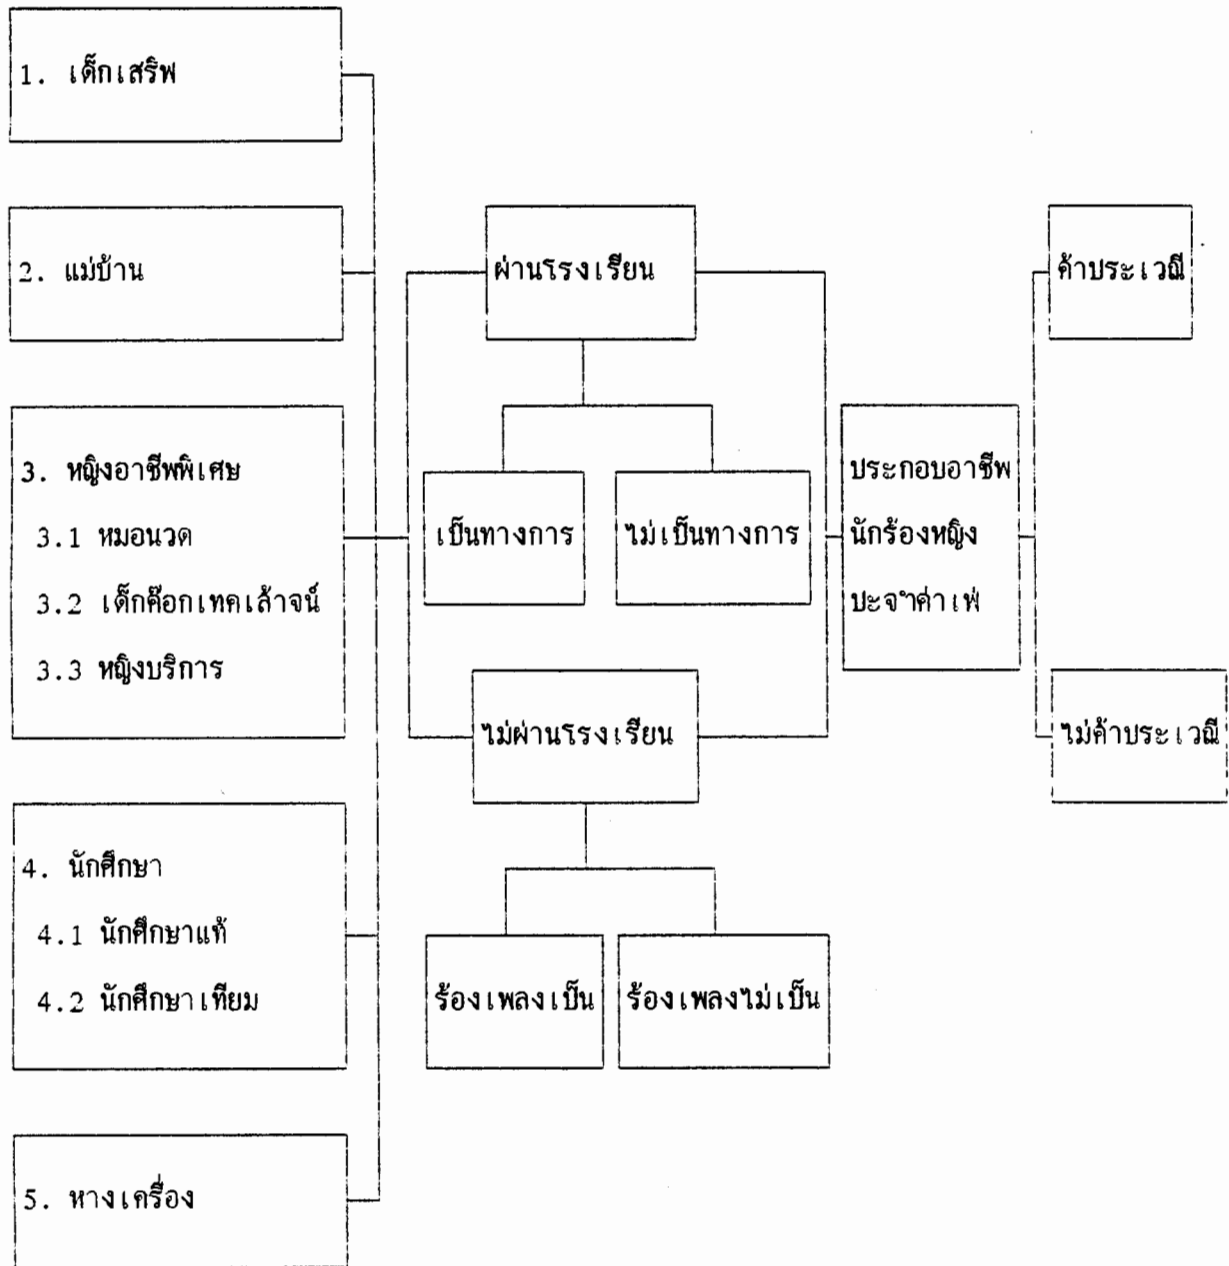 1. เด็กเสริฟ
2. แม่บ้าน
3. หญิงอาชีพพิเศษ
3.1 หมอนวด
3.2 เด็กค๊อกเทคเล้าจน์
3.3 หญิงบริการ
4. นักศึกษา
4.1 นักศึกษาแท้
4.2 นักศึกษาเทียม
5. หางเครื่อง
ผ่านโรงเรียน
เป็นทางการ
ไม่เป็นทางการ
ไม่ผ่านโรงเรียน
ร้องเพลงเป็น
ร้องเพลงไม่เป็น
ประกอบอาชีพ
นักร้องหญิง
ปะจำคาเฟ่
ค้าประเวณี
ไม่ค้าประเวณี